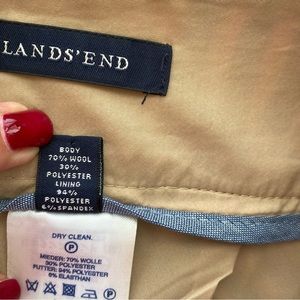 LANDS' END
BODY
70% WOOL
30%
POLYESTER
LINING
94%
POLYESTER
6% SPANDEX
DRY CLEAN.
P
MIEDER: 70% WOLLE
30% POLYESTER
FUTTER: 94% POLYESTER
6% ELASTHAN
P